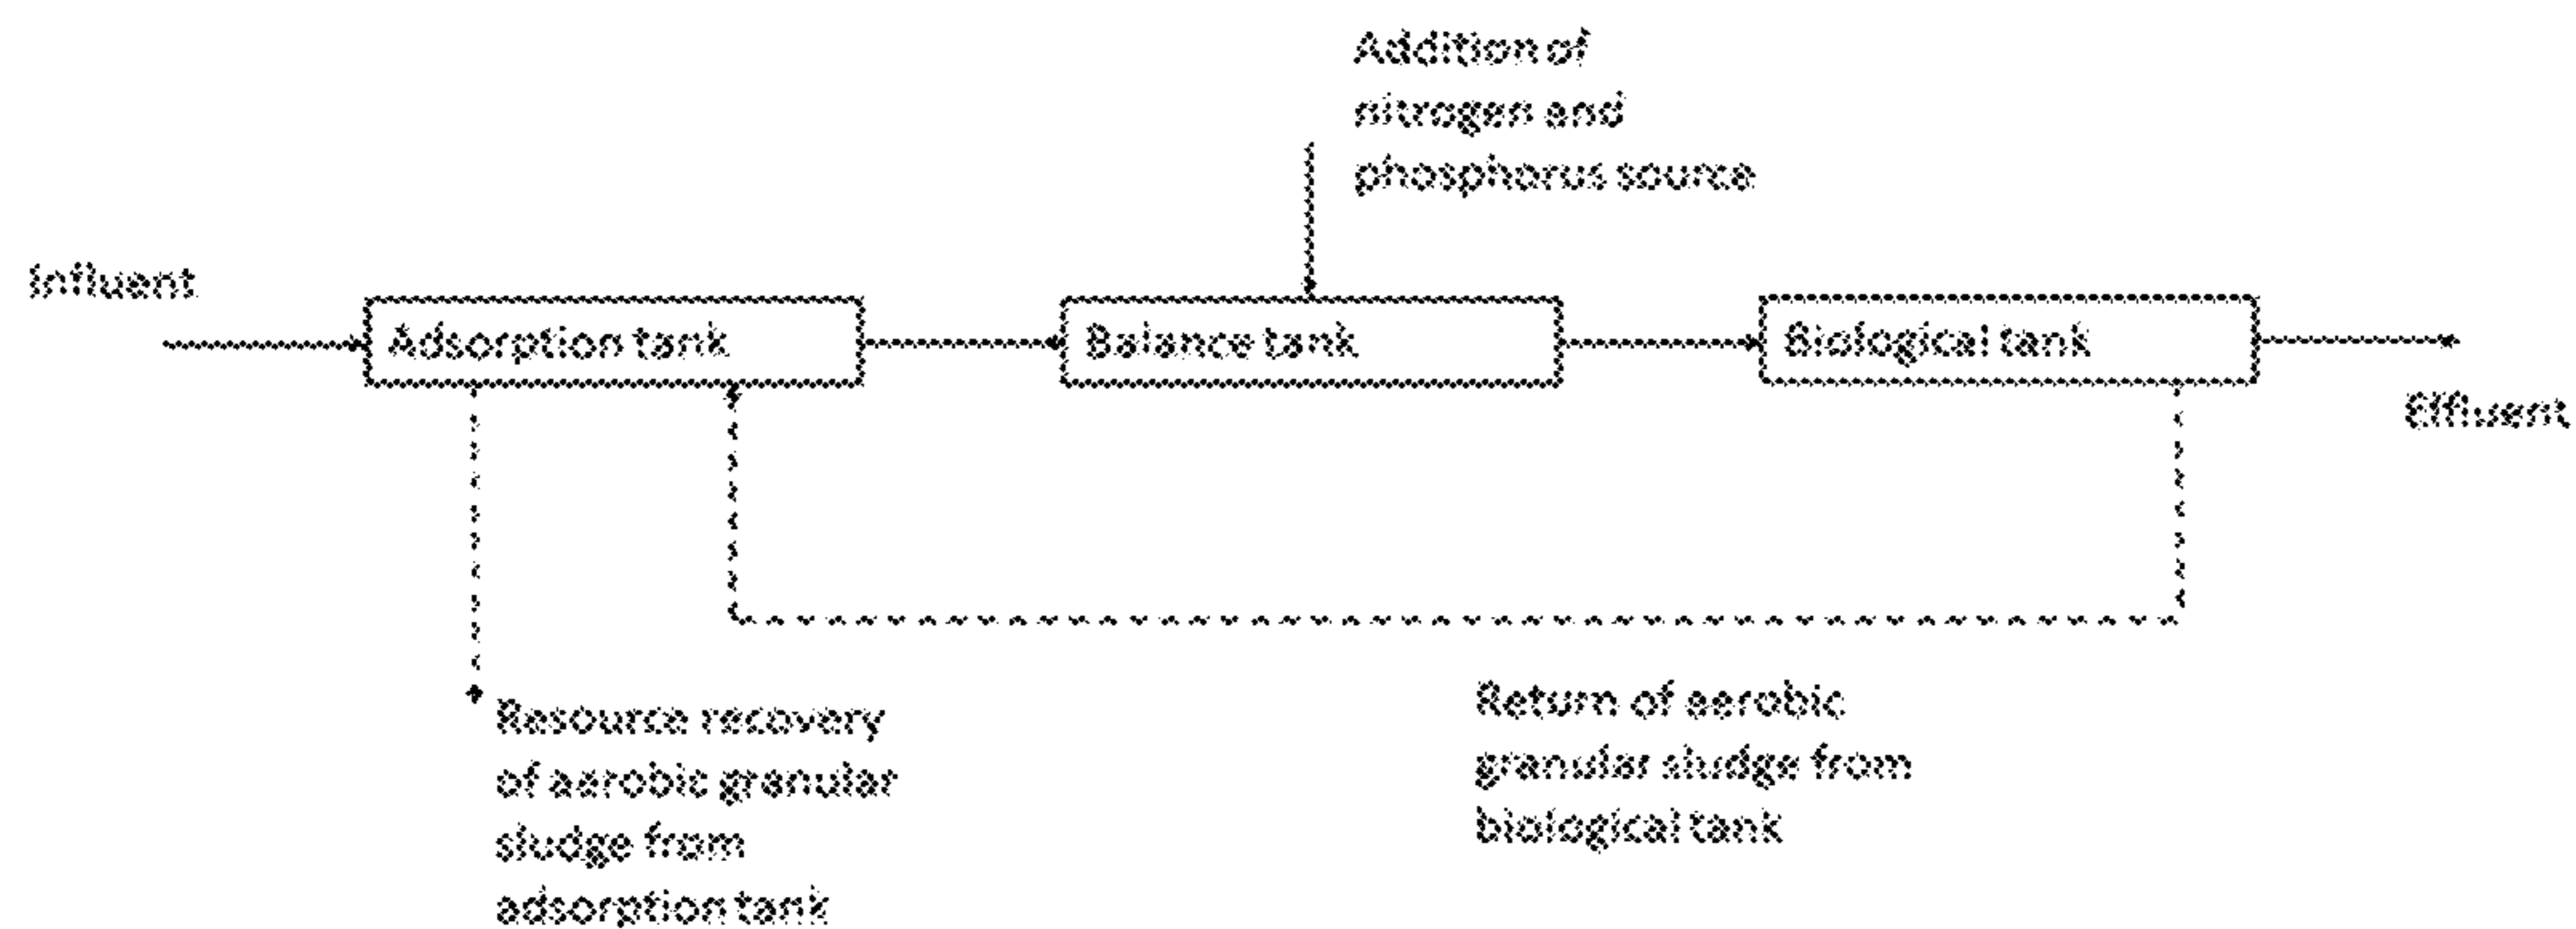 Addition of
nitrogen and
phosphorus source
Influent
Adsorption tank
Balance tank
Biological tank
Effluent
Resource recovery
of aerobic granular
sludge from
adsorption tank
Return of aerobic
granular sludge from
biological tank